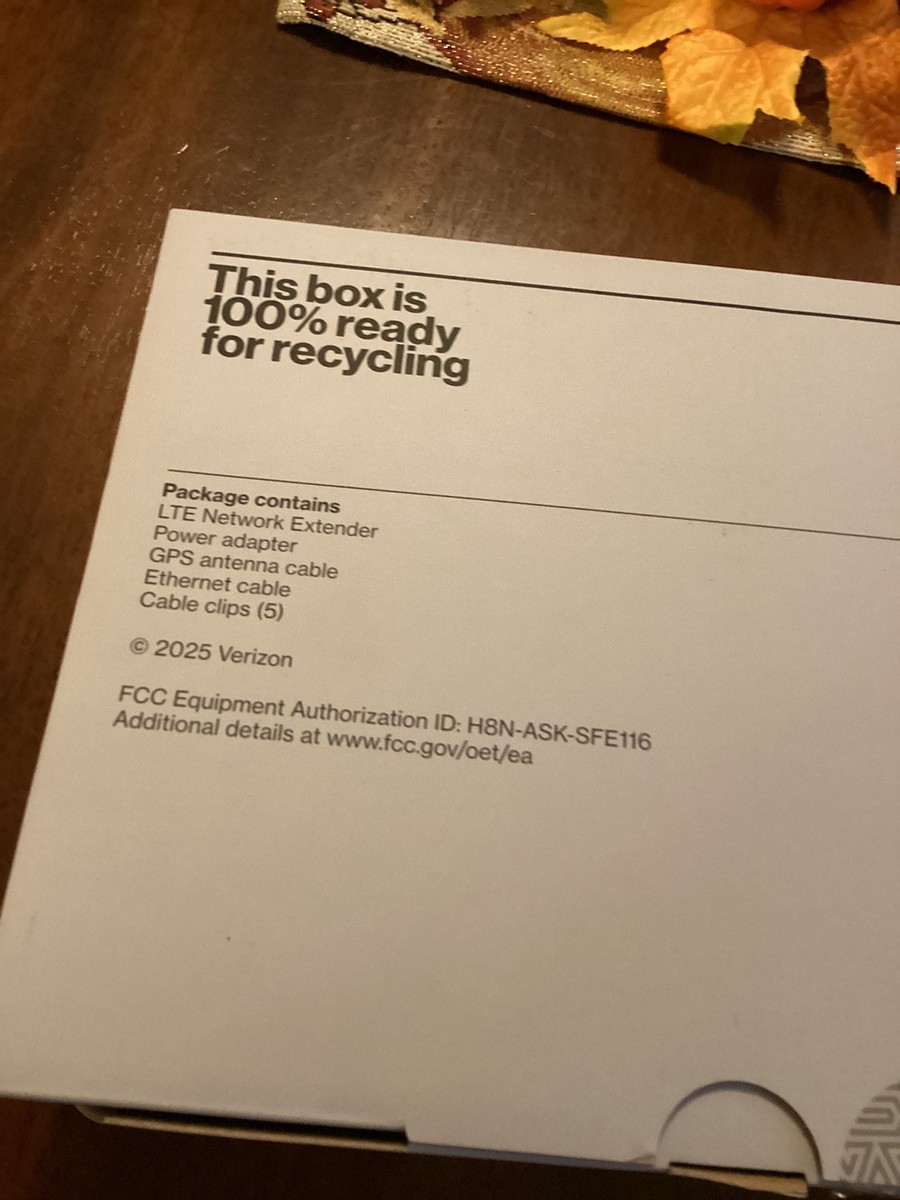 This box is
100% ready
for recycling
Package contains
LTE Network Extender
Power adapter
GPS antenna cable
Ethernet cable
Cable clips (5)
© 2025 Verizon
FCC Equipment Authorization ID: H8N-ASK-SFE116
Additional details at www.fcc.gov/oet/ea